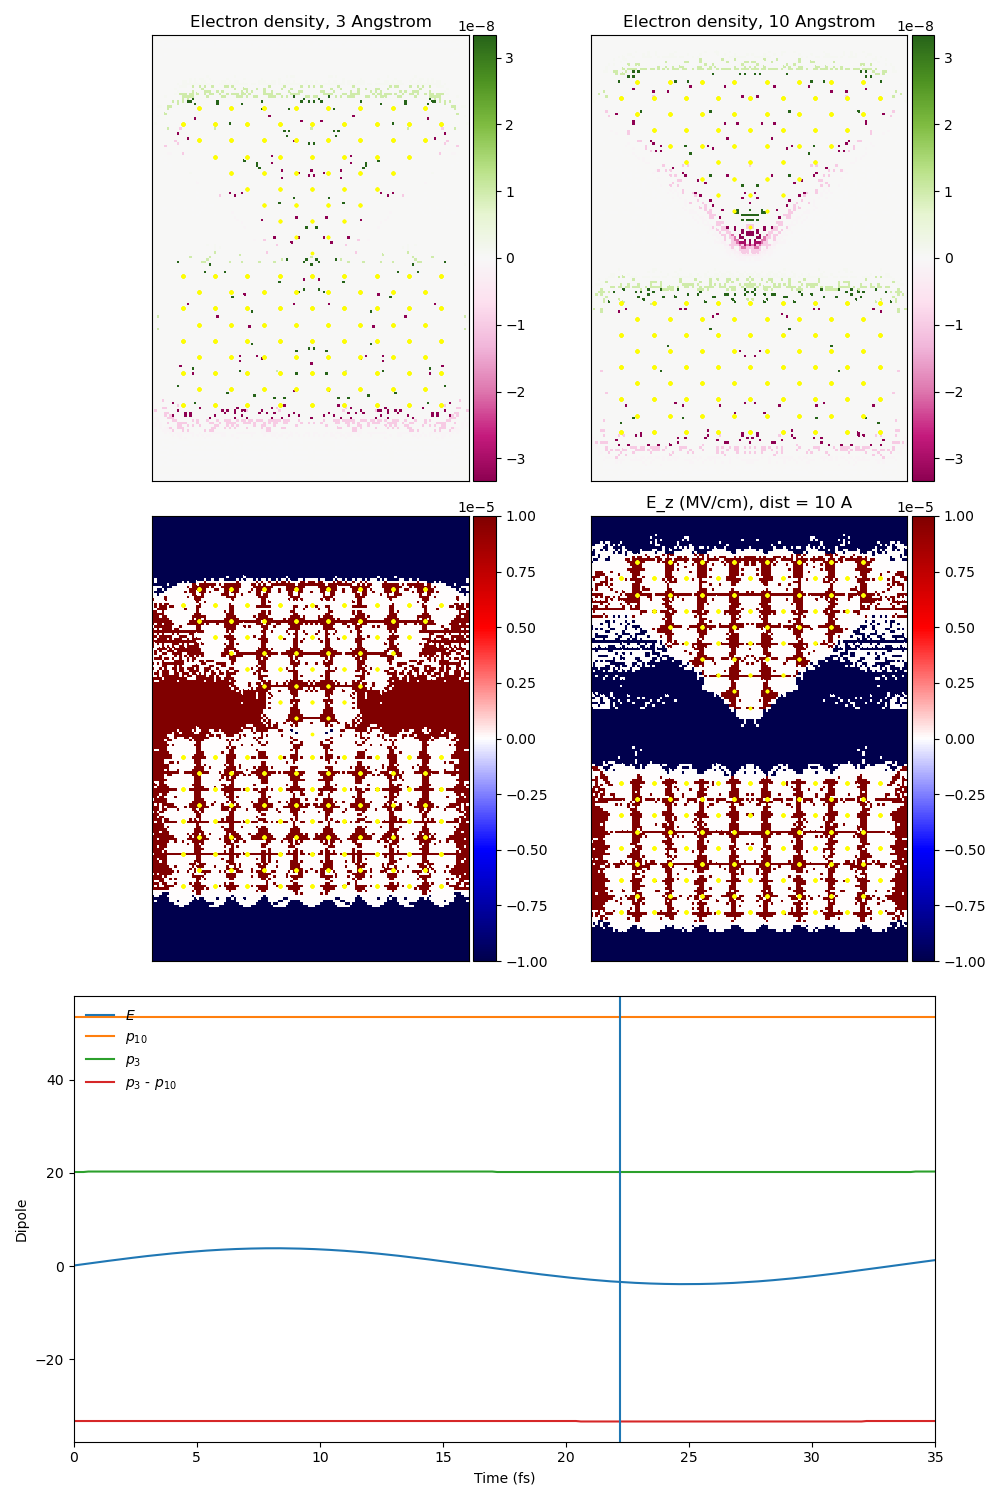 Electron density, 3 Angstrom
1e−8
3
2
1
0
−1
−2
−3
Electron density, 10 Angstrom
1e−8
3
2
1
0
−1
−2
−3
1e−5
1.00
0.75
0.50
0.25
0.00
−0.25
−0.50
−0.75
−1.00
E_z (MV/cm), dist = 10 A
1e−5
1.00
0.75
0.50
0.25
0.00
−0.25
−0.50
−0.75
−1.00
E
p10
p3
p3 - p10
Dipole
40
20
0
−20
0 5 10 15 20 25 30 35
Time (fs)